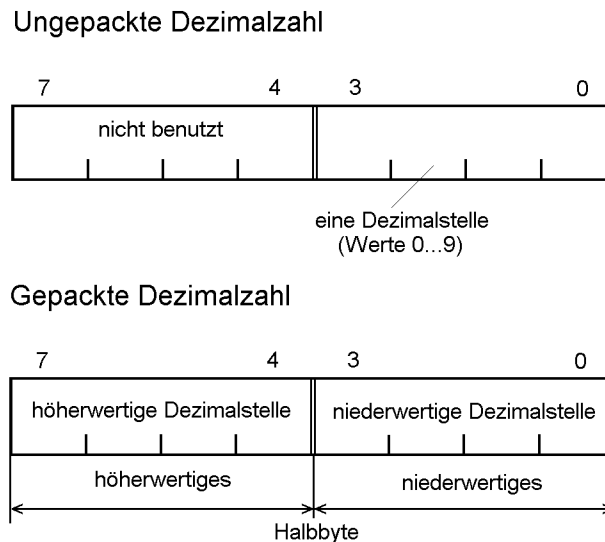 Ungepackte Dezimalzahl
7 4 3 0
nicht benutzt
eine Dezimalstelle
(Werte 0...9)
Gepackte Dezimalzahl
7 4 3 0
höherwertige Dezimalstelle niederwertige Dezimalstelle
höherwertiges niederwertiges
Halbbyte